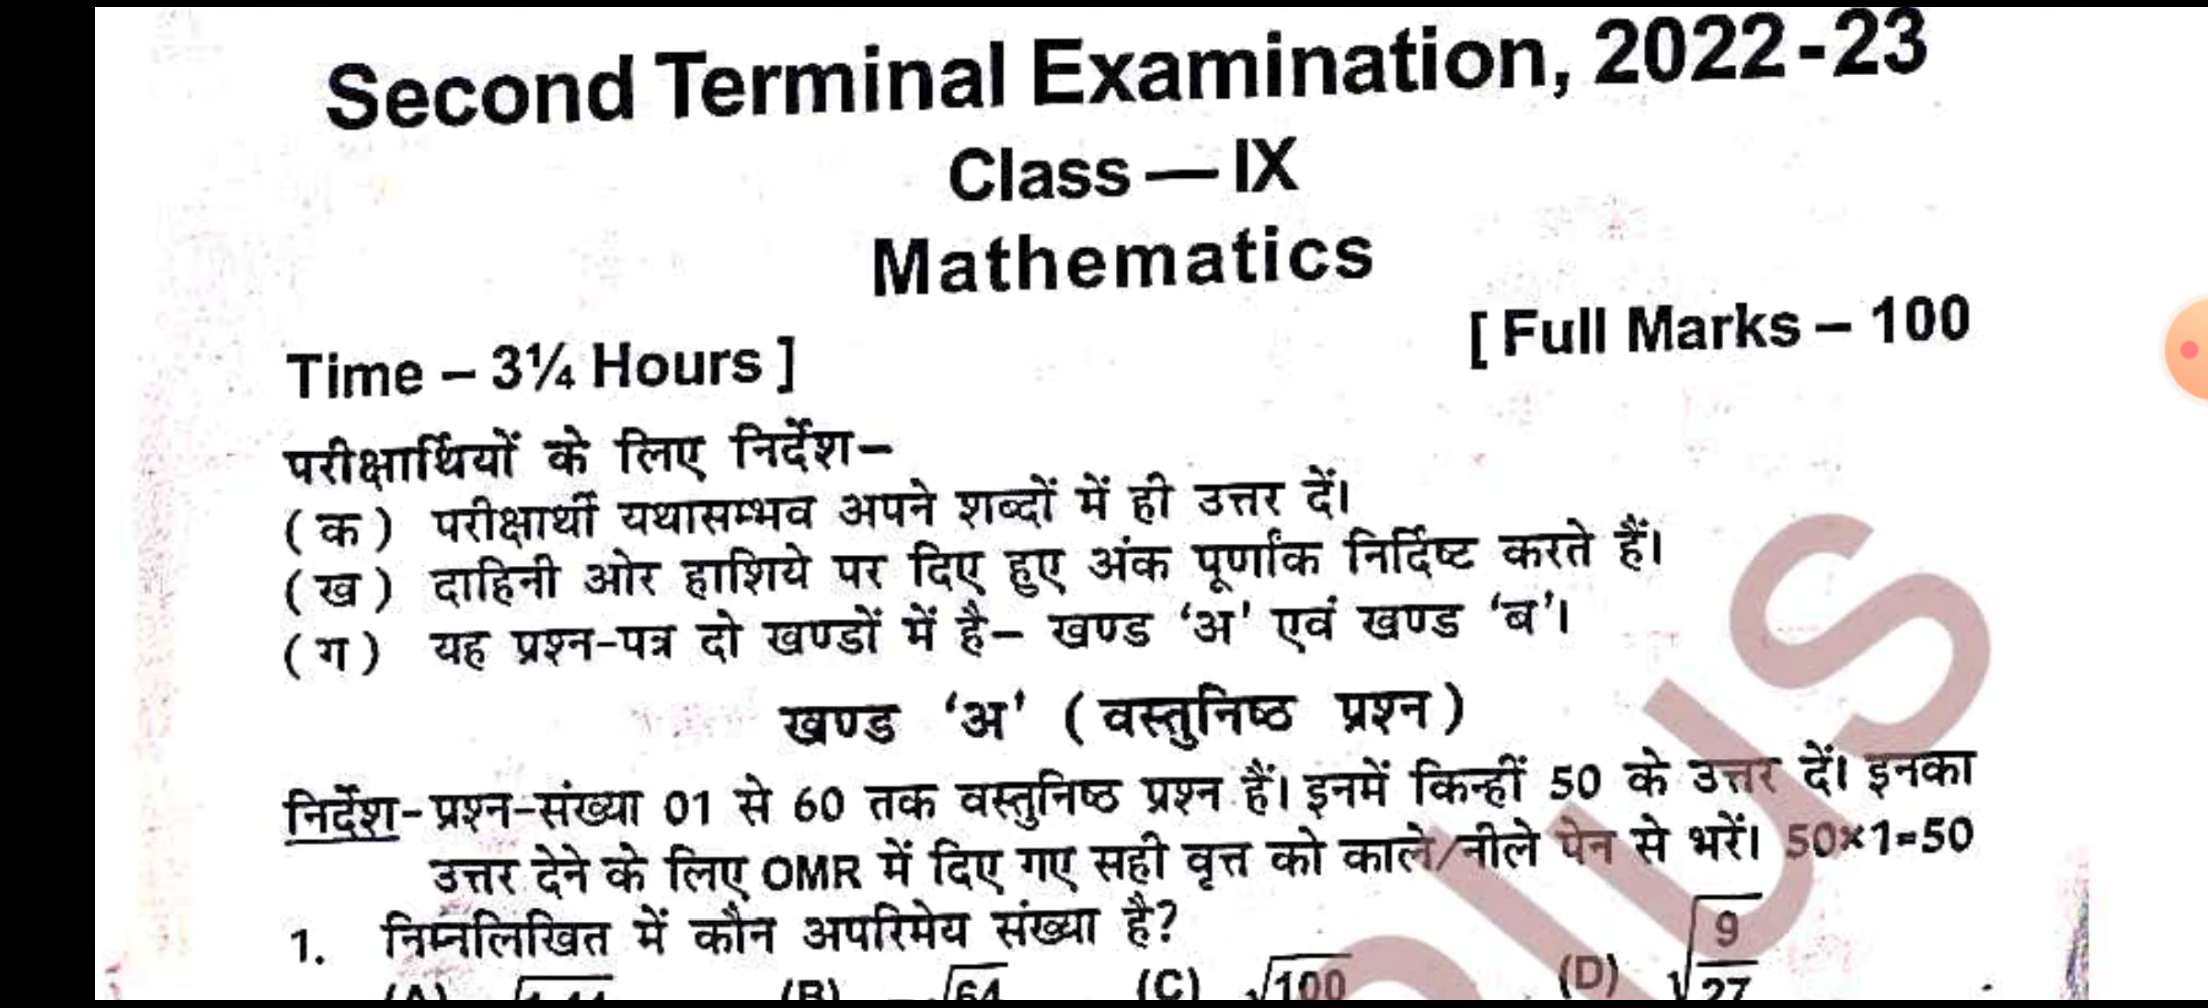 Second Terminal Examination, 2022-23
Class — IX
Mathematics
Time – 3¼ Hours ]
[ Full Marks – 100
परीक्षार्थियों के लिए निर्देश–
( क ) परीक्षार्थी यथासम्भव अपने शब्दों में ही उत्तर दें।
( ख ) दाहिनी ओर हाशिये पर दिए हुए अंक पूर्णांक निर्दिष्ट करते हैं।
( ग ) यह प्रश्न-पत्र दो खण्डों में है– खण्ड ‘अ' एवं खण्ड ‘ब’।
खण्ड ‘अ' ( वस्तुनिष्ठ प्रश्न )
निर्देश-प्रश्न-संख्या 01 से 60 तक वस्तुनिष्ठ प्रश्न हैं। इनमें किन्हीं 50 के उत्तर दें। इनका
उत्तर देने के लिए OMR में दिए गए सही वृत्त को काले/नीले पेन से भरें। 50×1=50
1. निम्नलिखित में कौन अपरिमेय संख्या है?
(A) (B) √64 (C) √100 (D) √9/27